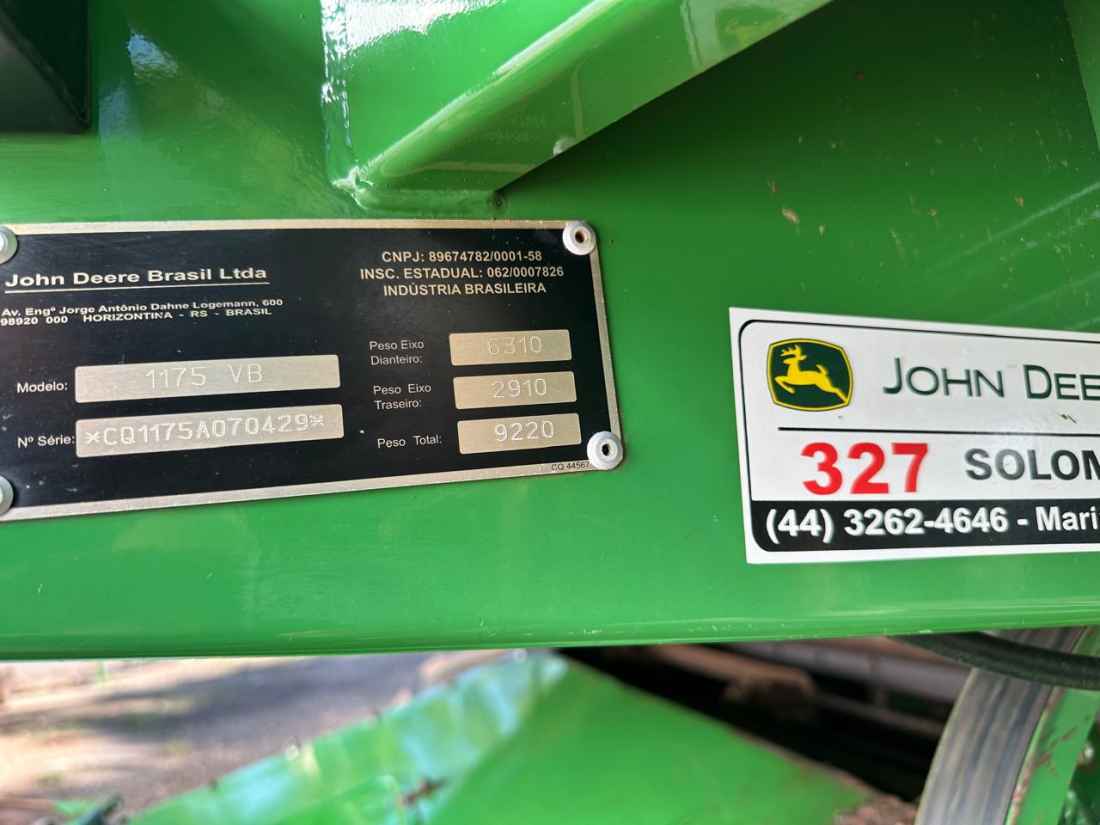 John Deere Brasil Ltda
Av. Engº Jorge Antônio Dahne Logemann, 600
98920 000 HORIZONTINA - RS - BRASIL
CNPJ: 89674782/0001-58
INSC. ESTADUAL: 062/0007826
INDÚSTRIA BRASILEIRA
Modelo: 1175 VB
Nº Série: *CQ1175A070429*
Peso Eixo
Dianteiro: 6310
Peso Eixo
Traseiro: 2910
Peso Total: 9220
CQ 44567
JOHN DEE
327 SOLOM
(44) 3262-4646 - Mari